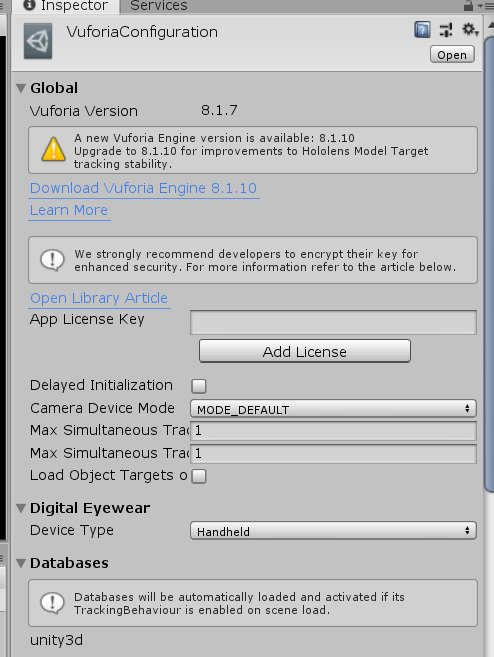 Inspector Services
VuforiaConfiguration
Open
Global
Vuforia Version 8.1.7
A new Vuforia Engine version is available: 8.1.10
Upgrade to 8.1.10 for improvements to Hololens Model Target
tracking stability.
Download Vuforia Engine 8.1.10
Learn More
We strongly recommend developers to encrypt their key for
enhanced security. For more information refer to the article below.
Open Library Article
App License Key
Add License
Delayed Initialization
Camera Device Mode MODE_DEFAULT
Max Simultaneous Trac 1
Max Simultaneous Trac 1
Load Object Targets o
Digital Eyewear
Device Type Handheld
Databases
Databases will be automatically loaded and activated if its
TrackingBehaviour is enabled on scene load.
unity3d